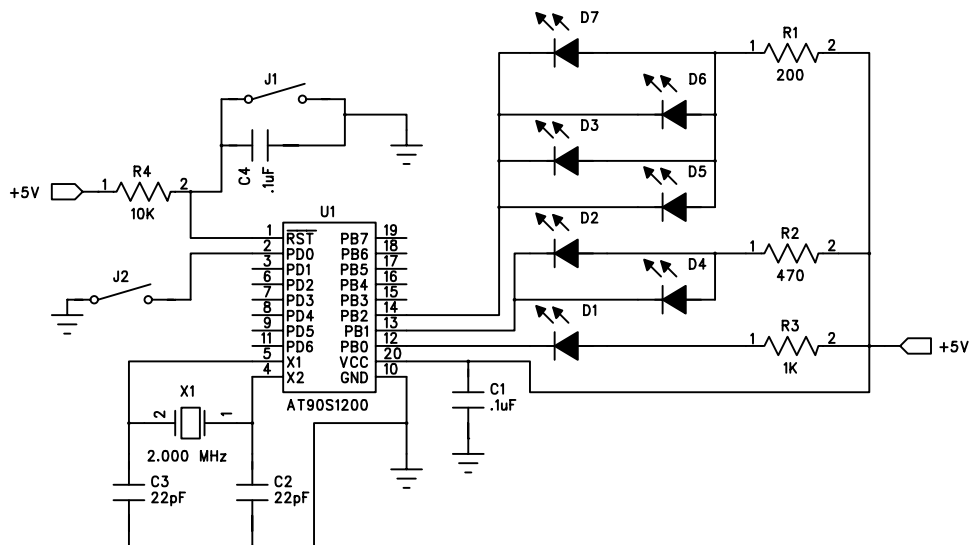 D7
R1
1 2
200
D6
J1
D3
C4
.1uF
D5
R4
+5V
1 2
10K
U1
D2
R2
1 2
470
1 RST PB7 19
2 PD0 PB6 18
3 PD1 PB5 17
6 PD2 PB4 16
7 PD3 PB3 15
8 PD4 PB2 14
9 PD5 PB1 13
11 PD6 PB0 12
5 X1 VCC 20
4 X2 GND 10
AT90S1200
J2
D4
D1
R3
1 2
1K
+5V
C1
.1uF
X1
2 1
2.000 MHz
C3
22pF
C2
22pF